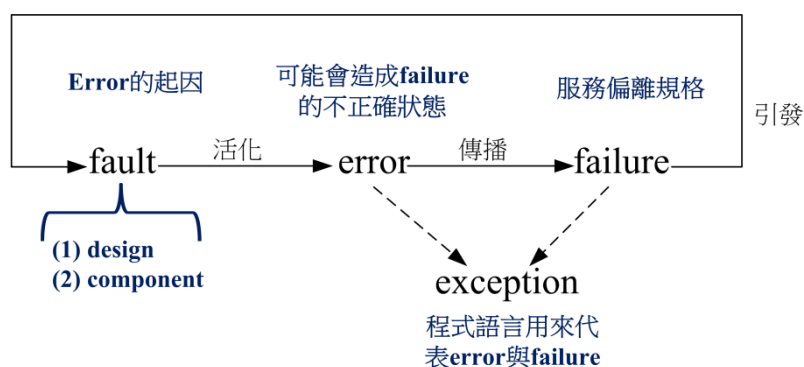 Error的起因
可能會造成failure
的不正確狀態
服務偏離規格
引發
fault
活化
error
傳播
failure
(1) design
(2) component
exception
程式語言用來代
表error與failure